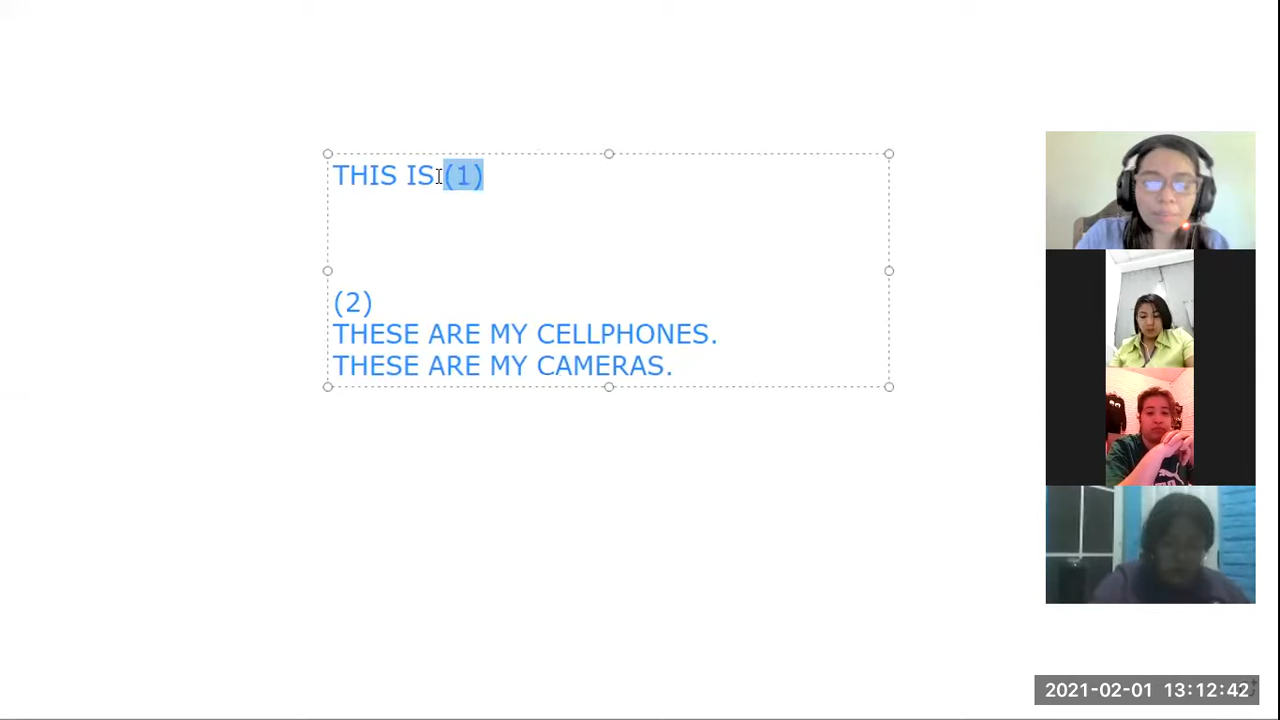 THIS IS (1)
(2)
THESE ARE MY CELLPHONES.
THESE ARE MY CAMERAS.
2021-02-01 13:12:42